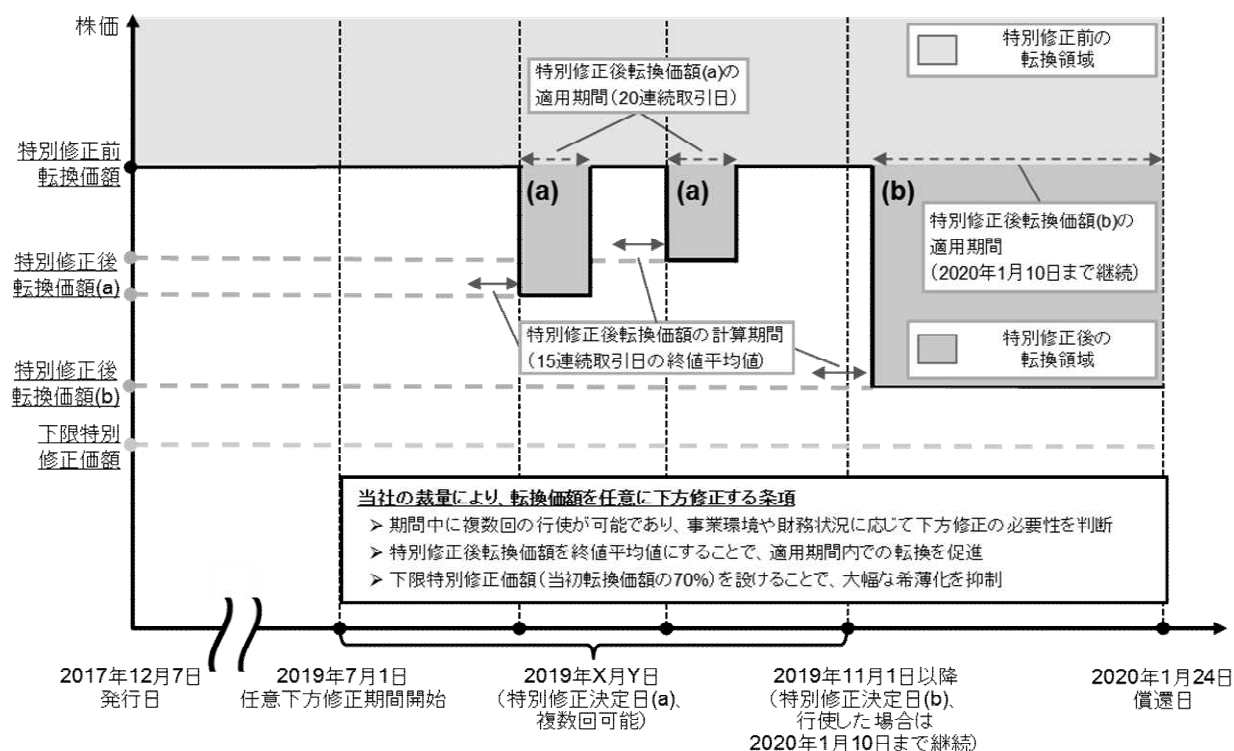 株価
特別修正前の
転換領域
特別修正後転換価額(a)の
適用期間(20連続取引日)
特別修正前
転換価額
(a)
(a)
(b)
特別修正後転換価額(b)の
適用期間
(2020年1月10日まで継続)
特別修正後
転換価額(a)
特別修正後転換価額の計算期間
(15連続取引日の終値平均値)
特別修正後の
転換領域
特別修正後
転換価額(b)
下限特別
修正価額
当社の裁量により、転換価額を任意に下方修正する条項
➢ 期間中に複数回の行使が可能であり、事業環境や財務状況に応じて下方修正の必要性を判断
➢ 特別修正後転換価額を終値平均値にすることで、適用期間内での転換を促進
➢ 下限特別修正価額(当初転換価額の70%)を設けることで、大幅な希薄化を抑制
2017年12月7日
発行日
2019年7月1日
任意下方修正期間開始
2019年X月Y日
(特別修正決定日(a)、
複数回可能)
2019年11月1日以降
(特別修正決定日(b)、
行使した場合は
2020年1月10日まで継続)
2020年1月24日
償還日